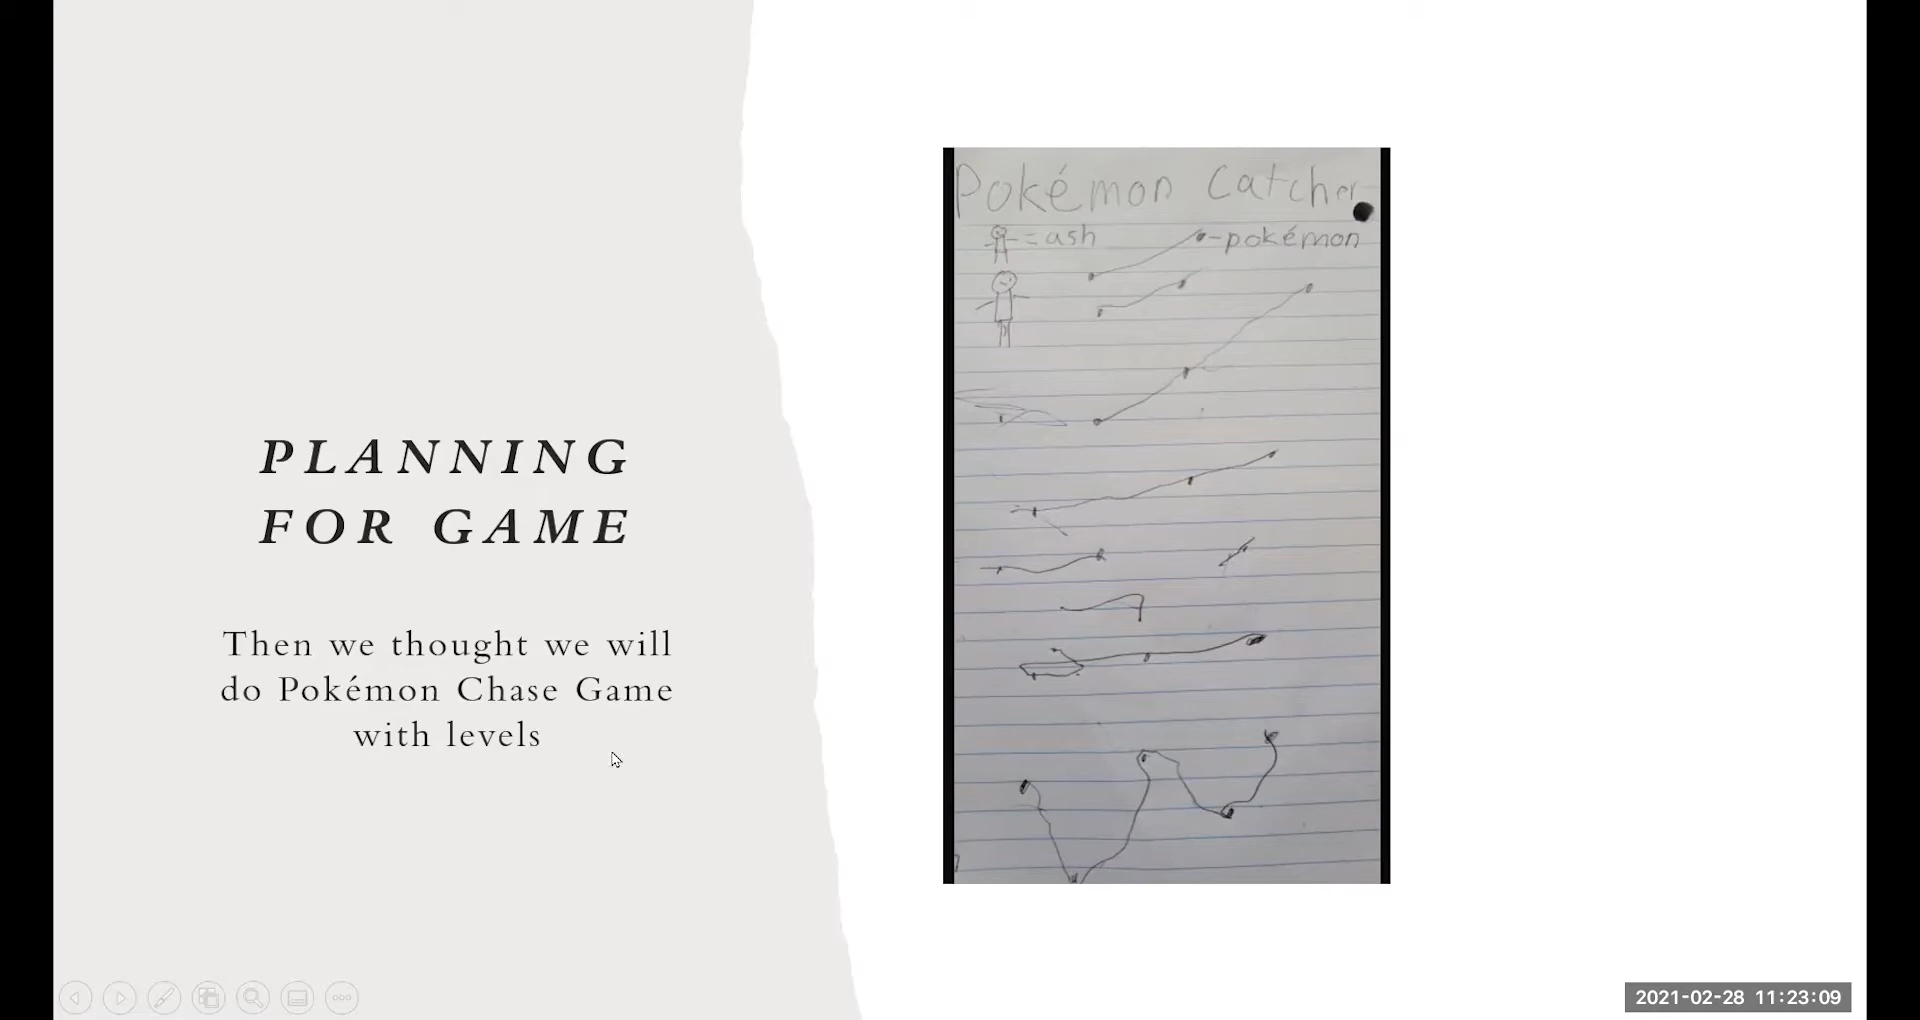 PLANNING
FOR GAME
Then we thought we will
do Pokémon Chase Game
with levels
Pokémon Catcher
= ash
-pokémon
2021-02-28 11:23:09